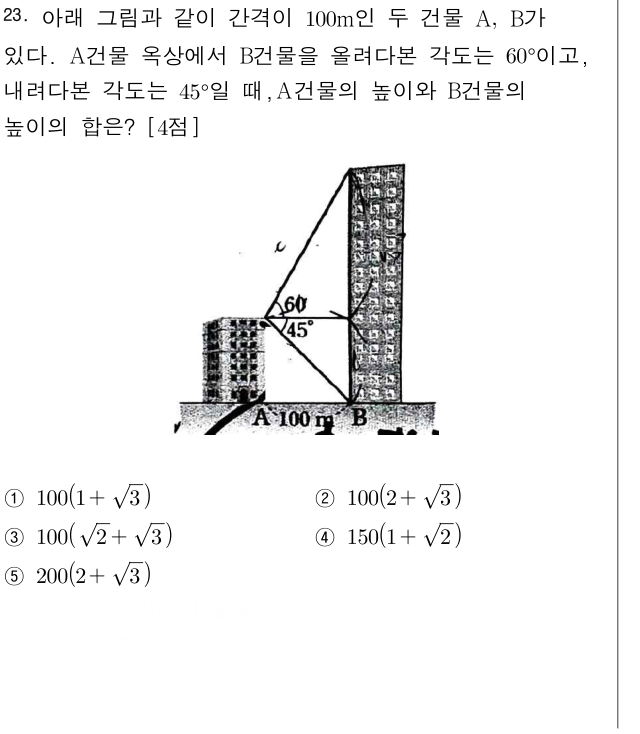 23. 아래 그림과 같이 간격이 100m인 두 건물 A, B가
있다. A건물 옥상에서 B건물을 올려다본 각도는 60°이고,
내려다본 각도는 45°일 때, A건물의 높이와 B건물의
높이의 합은? [4점]
60
45°
A 100 m B
① 100(1+√3)
② 100(2+√3)
③ 100(√2+√3)
④ 150(1+√2)
⑤ 200(2+√3)